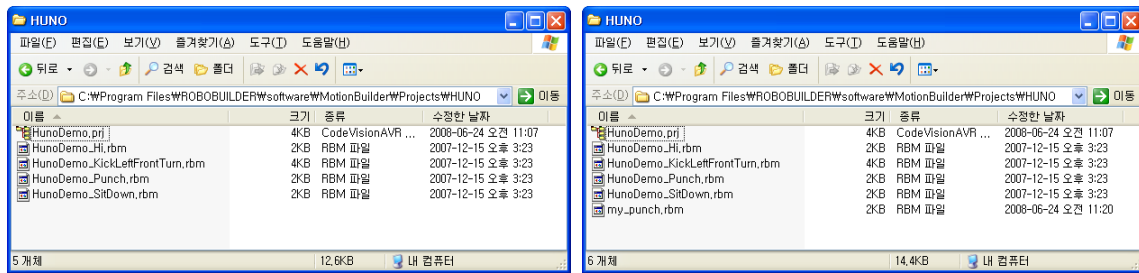 HUNO
파일(F) 편집(E) 보기(V) 즐겨찾기(A) 도구(T) 도움말(H)
뒤로 검색 폴더
주소(D) C:₩Program Files₩ROBOBUILDER₩software₩MotionBuilder₩Projects₩HUNO 이동
이름 크기 종류 수정한 날짜
HunoDemo.prj 4KB CodeVisionAVR ... 2008-06-24 오전 11:07
HunoDemo_Hi.rbm 2KB RBM 파일 2007-12-15 오후 3:23
HunoDemo_KickLeftFrontTurn.rbm 4KB RBM 파일 2007-12-15 오후 3:23
HunoDemo_Punch.rbm 2KB RBM 파일 2007-12-15 오후 3:23
HunoDemo_SitDown.rbm 2KB RBM 파일 2007-12-15 오후 3:23
5 개체 12,6KB 내 컴퓨터
HUNO
파일(F) 편집(E) 보기(V) 즐겨찾기(A) 도구(T) 도움말(H)
뒤로 검색 폴더
주소(D) C:₩Program Files₩ROBOBUILDER₩software₩MotionBuilder₩Projects₩HUNO 이동
이름 크기 종류 수정한 날짜
HunoDemo.prj 4KB CodeVisionAVR ... 2008-06-24 오전 11:07
HunoDemo_Hi.rbm 2KB RBM 파일 2007-12-15 오후 3:23
HunoDemo_KickLeftFrontTurn.rbm 4KB RBM 파일 2007-12-15 오후 3:23
HunoDemo_Punch.rbm 2KB RBM 파일 2007-12-15 오후 3:23
HunoDemo_SitDown.rbm 2KB RBM 파일 2007-12-15 오후 3:23
my_punch.rbm 2KB RBM 파일 2008-06-24 오전 11:20
6 개체 14,4KB 내 컴퓨터